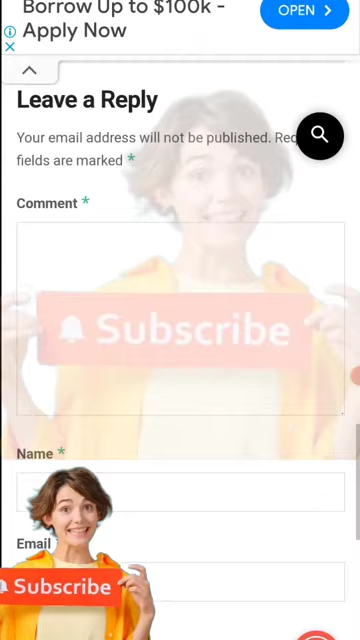 Borrow Up to $100k -
Apply Now
OPEN
Leave a Reply
Your email address will not be published.
fields are marked *
Comment *
Subscribe
Name *
Email
Subscribe